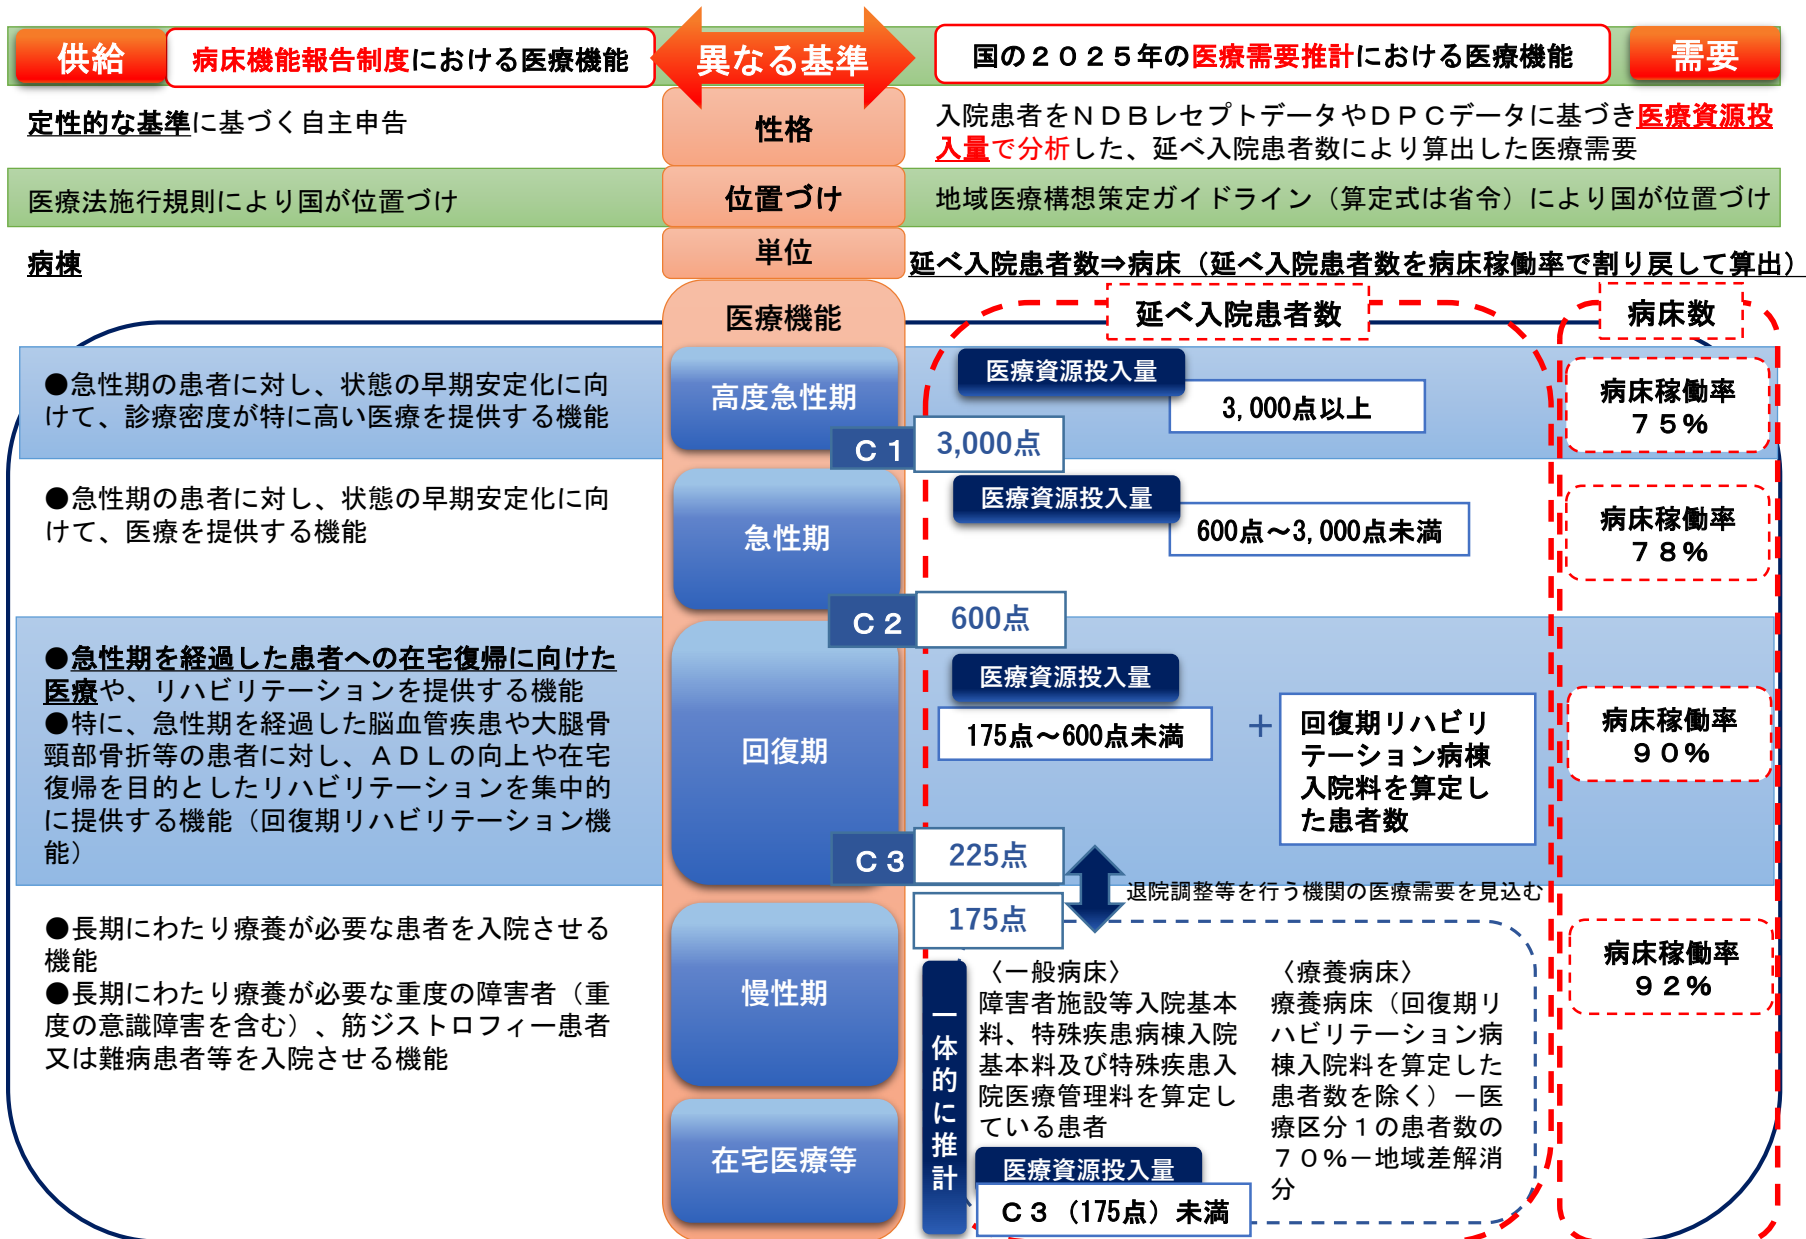 供給
病床機能報告制度における医療機能
異なる基準
国の２０２５年の医療需要推計における医療機能
需要
定性的な基準に基づく自主申告
性格
入院患者をＮＤＢレセプトデータやＤＰＣデータに基づき医療資源投
入量で分析した、延べ入院患者数により算出した医療需要
医療法施行規則により国が位置づけ
位置づけ
地域医療構想策定ガイドライン（算定式は省令）により国が位置づけ
病棟
単位
延べ入院患者数⇒病床（延べ入院患者数を病床稼働率で割り戻して算出）
医療機能
延べ入院患者数
病床数
●急性期の患者に対し、状態の早期安定化に向
けて、診療密度が特に高い医療を提供する機能
高度急性期
医療資源投入量
3,000点以上
病床稼働率
７５％
Ｃ１
3,000点
●急性期の患者に対し、状態の早期安定化に向
けて、医療を提供する機能
急性期
医療資源投入量
600点～3,000点未満
病床稼働率
７８％
Ｃ２
600点
●急性期を経過した患者への在宅復帰に向けた
医療や、リハビリテーションを提供する機能
●特に、急性期を経過した脳血管疾患や大腿骨
頸部骨折等の患者に対し、ＡＤＬの向上や在宅
復帰を目的としたリハビリテーションを集中的
に提供する機能（回復期リハビリテーション機
能）
回復期
医療資源投入量
175点～600点未満
＋
回復期リハビリ
テーション病棟
入院料を算定し
た患者数
病床稼働率
９０％
Ｃ３
225点
175点
退院調整等を行う機関の医療需要を見込む
●長期にわたり療養が必要な患者を入院させる
機能
●長期にわたり療養が必要な重度の障害者（重
度の意識障害を含む）、筋ジストロフィー患者
又は難病患者等を入院させる機能
慢性期
在宅医療等
一体的に推計
〈一般病床〉
障害者施設等入院基本
料、特殊疾患病棟入院
基本料及び特殊疾患入
院医療管理料を算定し
ている患者
医療資源投入量
Ｃ３（175点）未満
〈療養病床〉
療養病床（回復期リ
ハビリテーション病
棟入院料を算定した
患者数を除く）－医
療区分１の患者数の
７０％－地域差解消
分
病床稼働率
９２％